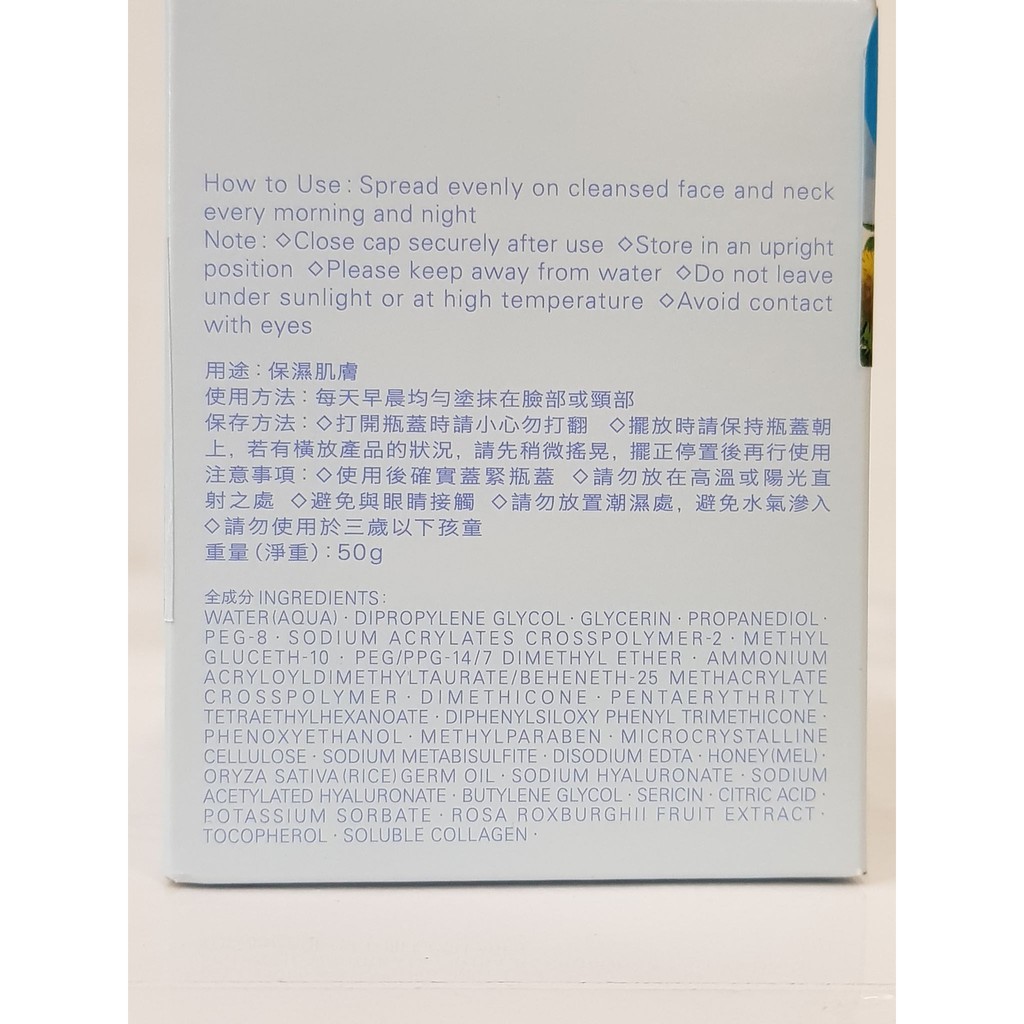 How to Use : Spread evenly on cleansed face and neck
every morning and night
Note : ◇Close cap securely after use ◇Store in an upright
position ◇Please keep away from water ◇Do not leave
under sunlight or at high temperature ◇Avoid contact
with eyes
用途：保濕肌膚
使用方法：每天早晨均勻塗抹在臉部或頸部
保存方法：◇打開瓶蓋時請小心勿打翻 ◇擺放時請保持瓶蓋朝
上，若有橫放產品的狀況，請先稍微搖晃，擺正停置後再行使用
注意事項：◇使用後確實蓋緊瓶蓋 ◇請勿放在高溫或陽光直
射之處 ◇避免與眼睛接觸 ◇請勿放置潮濕處，避免水氣滲入
◇請勿使用於三歲以下孩童
重量（淨重）：50g
全成分 INGREDIENTS：
WATER(AQUA)・DIPROPYLENE GLYCOL・GLYCERIN・PROPANEDIOL・
PEG-8・SODIUM ACRYLATES CROSSPOLYMER-2・METHYL
GLUCETH-10・PEG/PPG-14/7 DIMETHYL ETHER・AMMONIUM
ACRYLOYLDIMETHYLTAURATE/BEHENETH-25 METHACRYLATE
CROSSPOLYMER・DIMETHICONE・PENTAERYTHRITYL
TETRAETHYLHEXANOATE・DIPHENYLSILOXY PHENYL TRIMETHICONE・
PHENOXYETHANOL・METHYLPARABEN・MICROCRYSTALLINE
CELLULOSE・SODIUM METABISULFITE・DISODIUM EDTA・HONEY(MEL)・
ORYZA SATIVA(RICE)GERM OIL・SODIUM HYALURONATE・SODIUM
ACETYLATED HYALURONATE・BUTYLENE GLYCOL・SERICIN・CITRIC ACID・
POTASSIUM SORBATE・ROSA ROXBURGHII FRUIT EXTRACT・
TOCOPHEROL・SOLUBLE COLLAGEN・